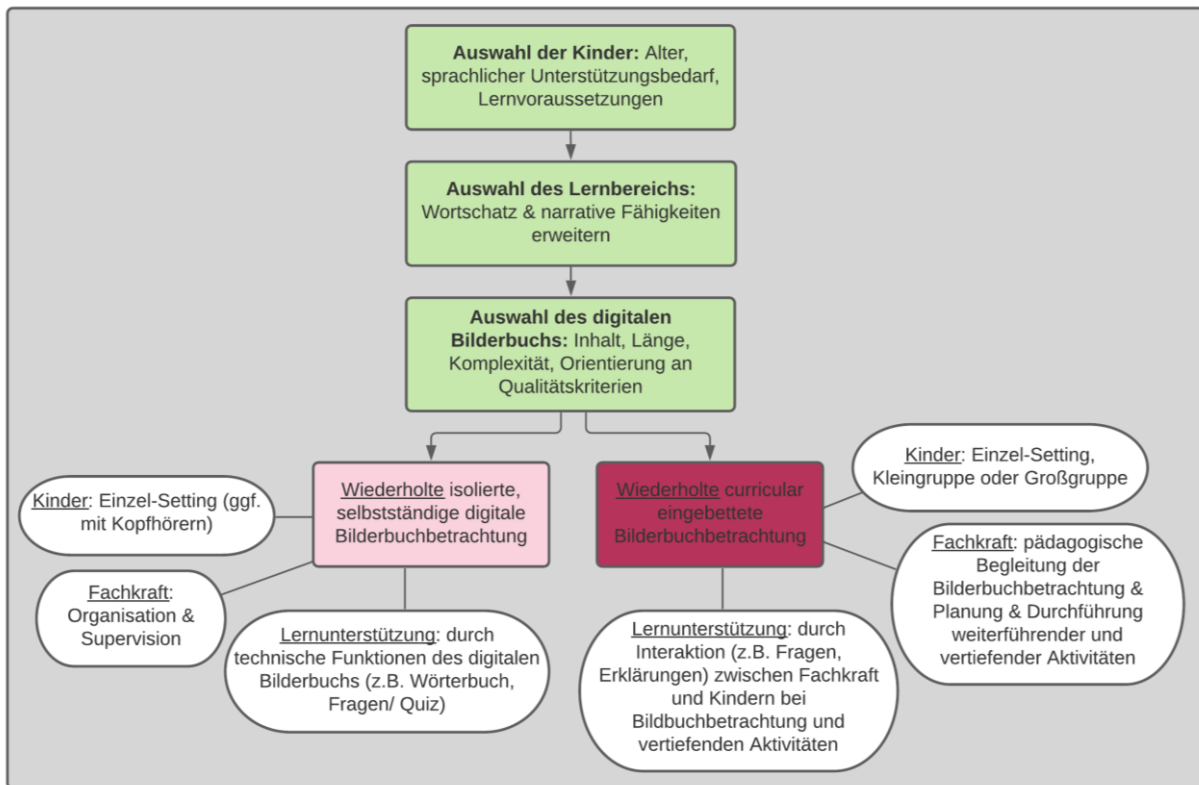 Auswahl der Kinder: Alter,
sprachlicher Unterstützungsbedarf,
Lernvoraussetzungen
Auswahl des Lernbereichs:
Wortschatz & narrative Fähigkeiten
erweitern
Auswahl des digitalen
Bilderbuchs: Inhalt, Länge,
Komplexität, Orientierung an
Qualitätskriterien
Wiederholte isolierte,
selbstständige digitale
Bilderbuchbetrachtung
Kinder: Einzel-Setting (ggf.
mit Kopfhörern)
Fachkraft:
Organisation &
Supervision
Lernunterstützung: durch
technische Funktionen des digitalen
Bilderbuchs (z.B. Wörterbuch,
Fragen/ Quiz)
Wiederholte curricular
eingebettete
Bilderbuchbetrachtung
Kinder: Einzel-Setting,
Kleingruppe oder Großgruppe
Fachkraft: pädagogische
Begleitung der
Bilderbuchbetrachtung &
Planung & Durchführung
weiterführender und
vertiefender Aktivitäten
Lernunterstützung: durch
Interaktion (z.B. Fragen,
Erklärungen) zwischen Fachkraft
und Kindern bei
Bildbuchbetrachtung und
vertiefenden Aktivitäten